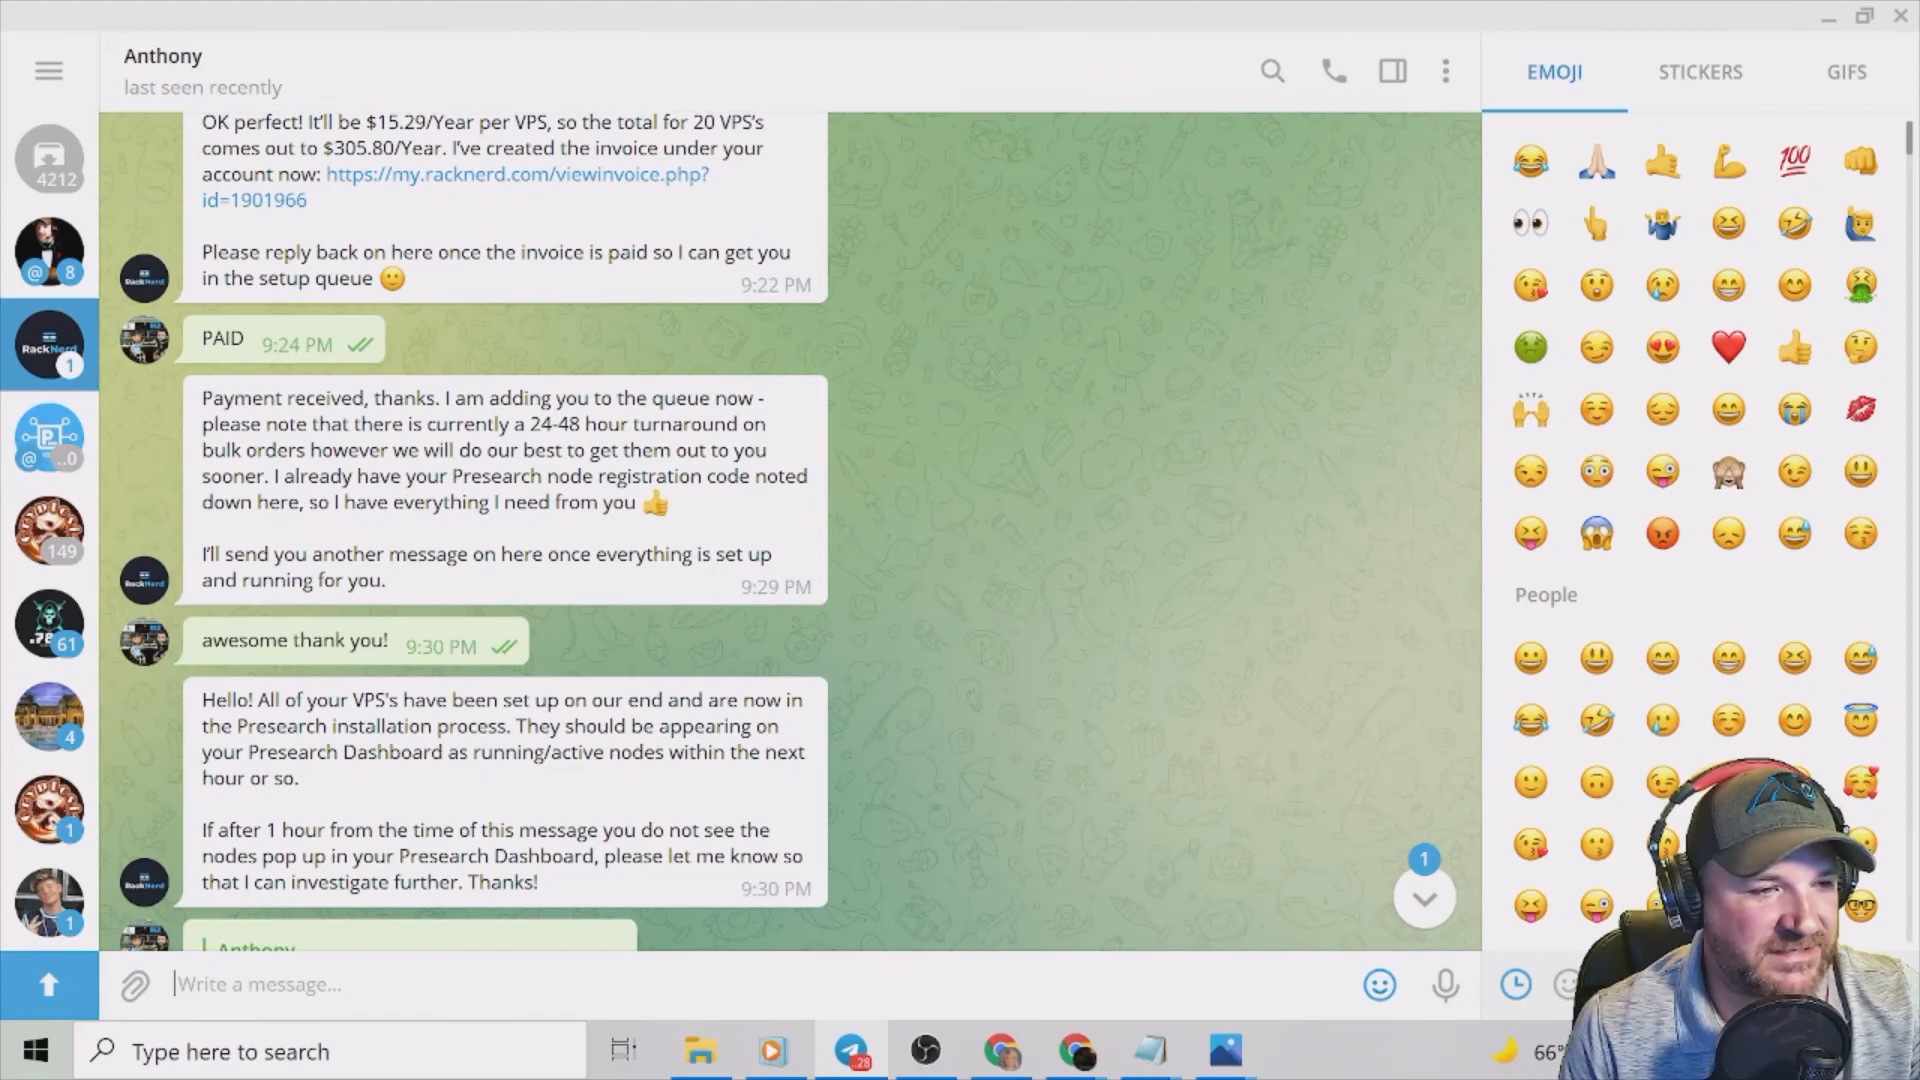 Anthony
last seen recently
EMOJI
STICKERS
GIFS
OK perfect! It'll be $15.29/Year per VPS, so the total for 20 VPS's
comes out to $305.80/Year. I've created the invoice under your
account now: https://my.racknerd.com/viewinvoice.php?
id=1901966
Please reply back on here once the invoice is paid so I can get you
in the setup queue 🙂
9:22 PM
PAID 9:24 PM
Payment received, thanks. I am adding you to the queue now -
please note that there is currently a 24-48 hour turnaround on
bulk orders however we will do our best to get them out to you
sooner. I already have your Presearch node registration code noted
down here, so I have everything I need from you 👍
I'll send you another message on here once everything is set up
and running for you.
9:29 PM
awesome thank you! 9:30 PM
Hello! All of your VPS's have been set up on our end and are now in
the Presearch installation process. They should be appearing on
your Presearch Dashboard as running/active nodes within the next
hour or so.
If after 1 hour from the time of this message you do not see the
nodes pop up in your Presearch Dashboard, please let me know so
that I can investigate further. Thanks!
9:30 PM
Anthony
1
Write a message...
4212
@ 8
RackNerd
1
@ ..0
149
61
4
1
1
People
Type here to search
..28
66°